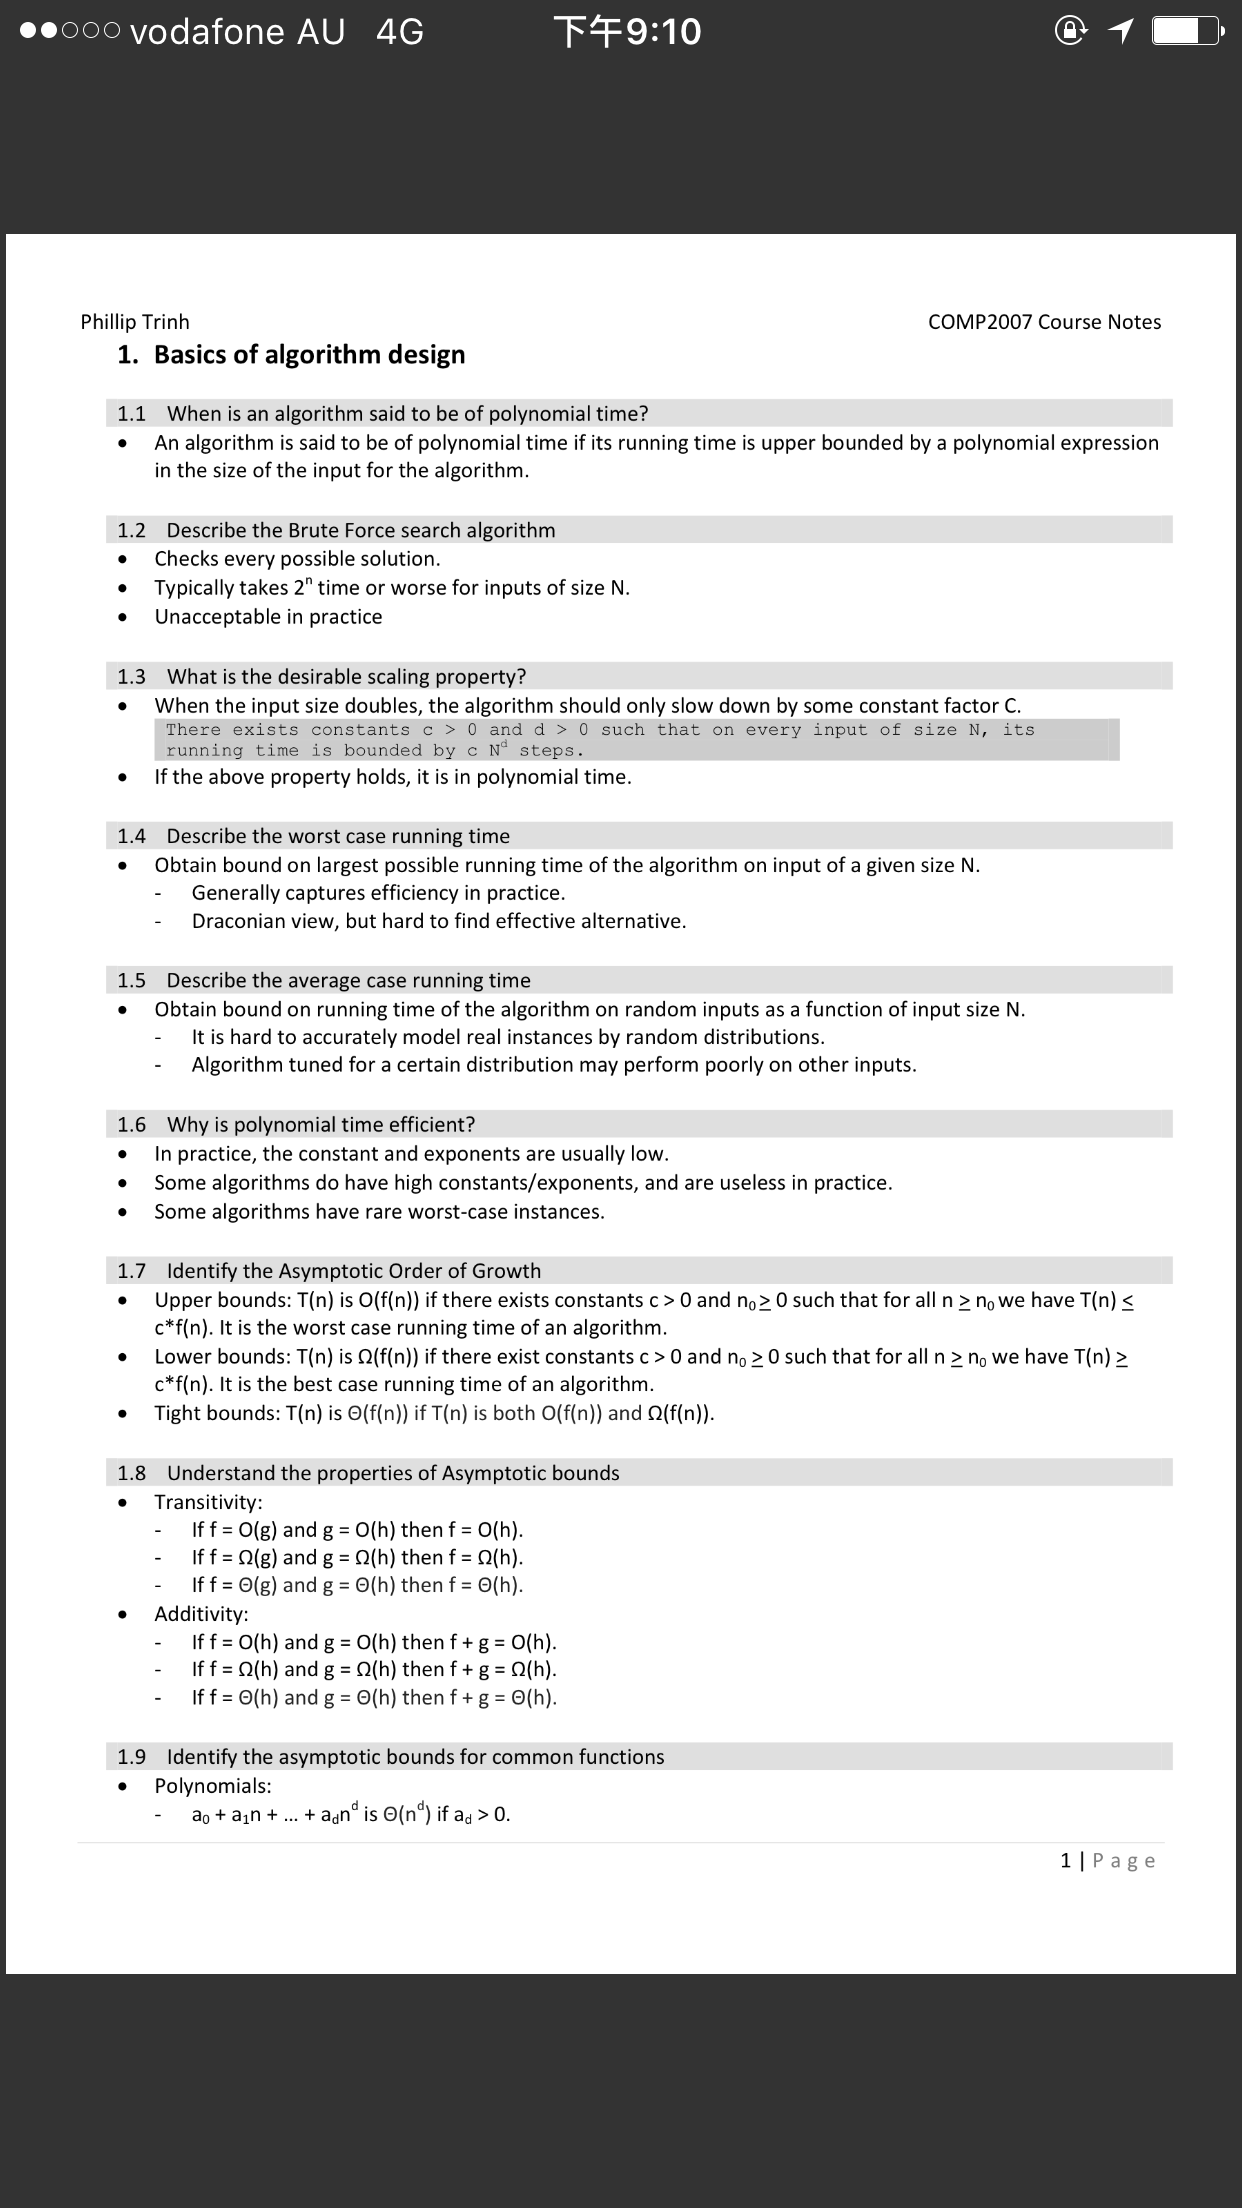 vodafone AU 4G 下午9:10
Phillip Trinh COMP2007 Course Notes
1. Basics of algorithm design
1.1 When is an algorithm said to be of polynomial time?
• An algorithm is said to be of polynomial time if its running time is upper bounded by a polynomial expression
in the size of the input for the algorithm.
1.2 Describe the Brute Force search algorithm
• Checks every possible solution.
• Typically takes 2ⁿ time or worse for inputs of size N.
• Unacceptable in practice
1.3 What is the desirable scaling property?
• When the input size doubles, the algorithm should only slow down by some constant factor C.
There exists constants c > 0 and d > 0 such that on every input of size N, its
running time is bounded by c Nᵈ steps.
• If the above property holds, it is in polynomial time.
1.4 Describe the worst case running time
• Obtain bound on largest possible running time of the algorithm on input of a given size N.
- Generally captures efficiency in practice.
- Draconian view, but hard to find effective alternative.
1.5 Describe the average case running time
• Obtain bound on running time of the algorithm on random inputs as a function of input size N.
- It is hard to accurately model real instances by random distributions.
- Algorithm tuned for a certain distribution may perform poorly on other inputs.
1.6 Why is polynomial time efficient?
• In practice, the constant and exponents are usually low.
• Some algorithms do have high constants/exponents, and are useless in practice.
• Some algorithms have rare worst-case instances.
1.7 Identify the Asymptotic Order of Growth
• Upper bounds: T(n) is O(f(n)) if there exists constants c > 0 and n₀ ≥ 0 such that for all n ≥ n₀ we have T(n) ≤
c*f(n). It is the worst case running time of an algorithm.
• Lower bounds: T(n) is Ω(f(n)) if there exist constants c > 0 and n₀ ≥ 0 such that for all n ≥ n₀ we have T(n) ≥
c*f(n). It is the best case running time of an algorithm.
• Tight bounds: T(n) is Θ(f(n)) if T(n) is both O(f(n)) and Ω(f(n)).
1.8 Understand the properties of Asymptotic bounds
• Transitivity:
- If f = O(g) and g = O(h) then f = O(h).
- If f = Ω(g) and g = Ω(h) then f = Ω(h).
- If f = Θ(g) and g = Θ(h) then f = Θ(h).
• Additivity:
- If f = O(h) and g = O(h) then f + g = O(h).
- If f = Ω(h) and g = Ω(h) then f + g = Ω(h).
- If f = Θ(h) and g = Θ(h) then f + g = Θ(h).
1.9 Identify the asymptotic bounds for common functions
• Polynomials:
- a₀ + a₁n + ... + a_dnᵈ is Θ(nᵈ) if a_d > 0.
1 | Page